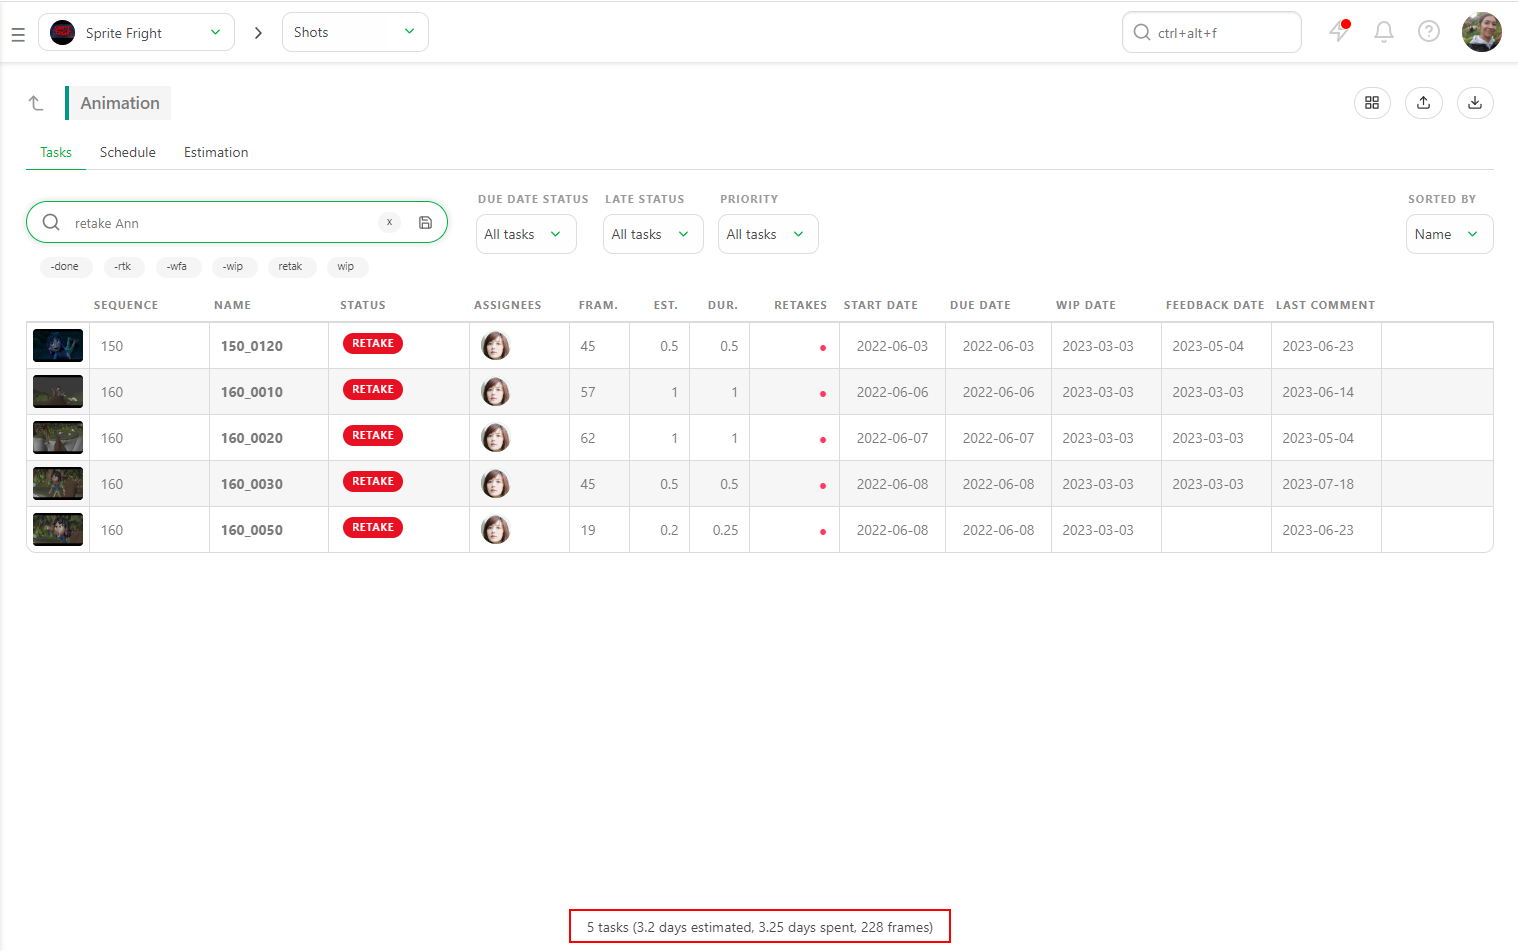 Sprite Fright
Shots
ctrl+alt+f
Animation
Tasks Schedule Estimation
DUE DATE STATUS LATE STATUS PRIORITY SORTED BY
retake Ann x
All tasks All tasks All tasks Name
-done -rtk -wfa -wip retak wip
SEQUENCE NAME STATUS ASSIGNEES FRAM. EST. DUR. RETAKES START DATE DUE DATE WIP DATE FEEDBACK DATE LAST COMMENT
150 150_0120 RETAKE 45 0.5 0.5 2022-06-03 2022-06-03 2023-03-03 2023-05-04 2023-06-23
160 160_0010 RETAKE 57 1 1 2022-06-06 2022-06-06 2023-03-03 2023-03-03 2023-06-14
160 160_0020 RETAKE 62 1 1 2022-06-07 2022-06-07 2023-03-03 2023-03-03 2023-05-04
160 160_0030 RETAKE 45 0.5 0.5 2022-06-08 2022-06-08 2023-03-03 2023-03-03 2023-07-18
160 160_0050 RETAKE 19 0.2 0.25 2022-06-08 2022-06-08 2023-03-03 2023-06-23
5 tasks (3.2 days estimated, 3.25 days spent, 228 frames)